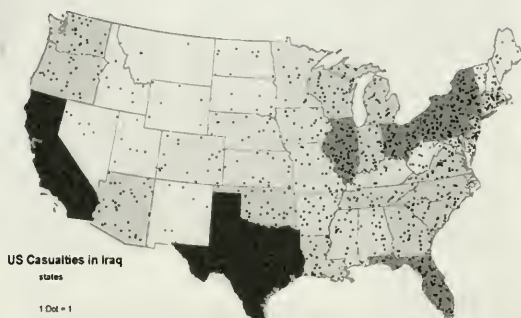 US Casualties in Iraq
states
1 Dot = 1